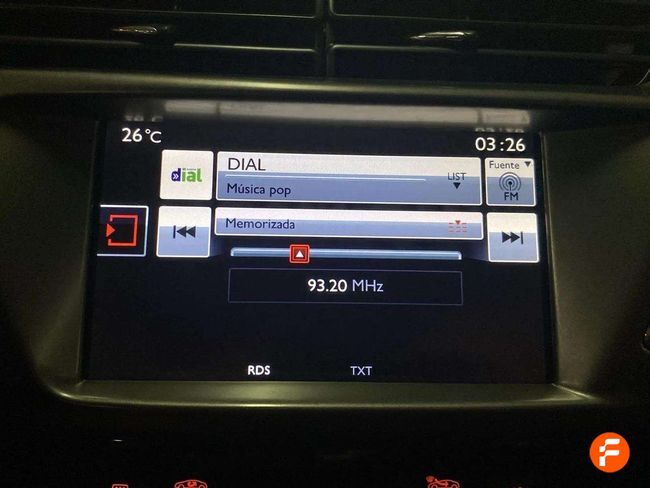 26°C
03:26
dial
DIAL
LIST
Música pop
Fuente
FM
Memorizada
93.20 MHz
RDS
TXT